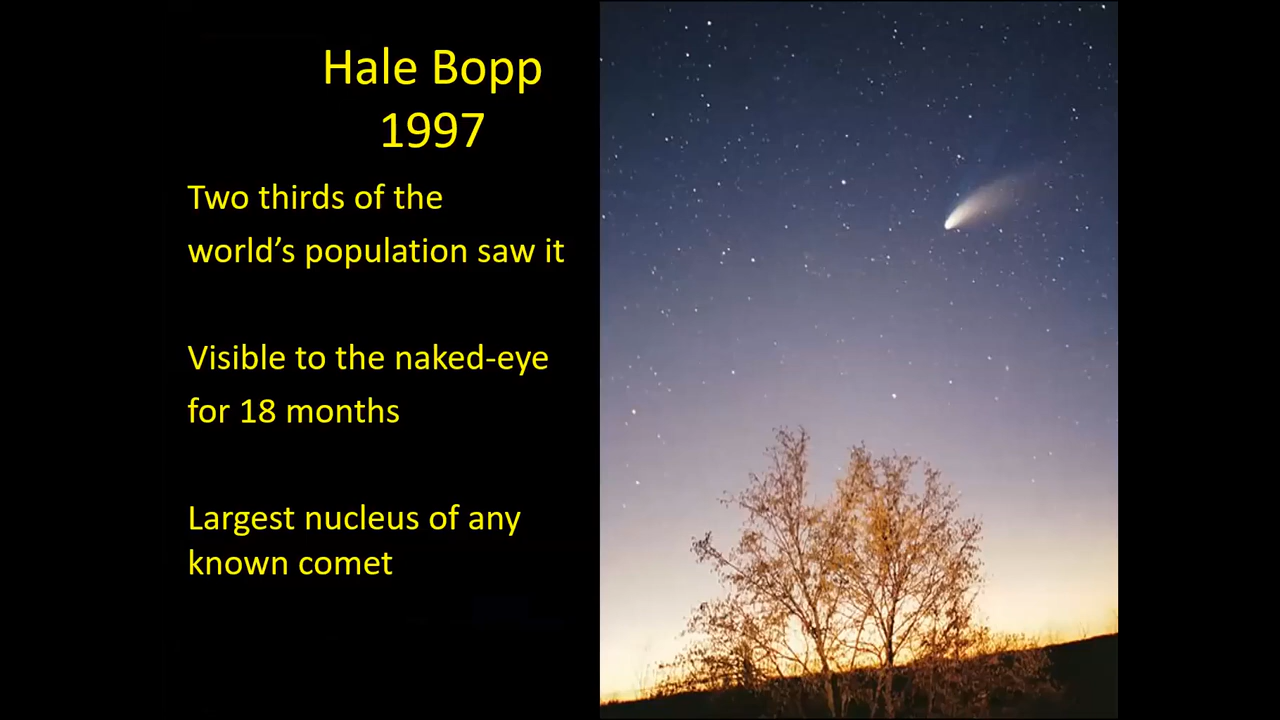 Hale Bopp
1997
Two thirds of the
world’s population saw it
Visible to the naked-eye
for 18 months
Largest nucleus of any
known comet